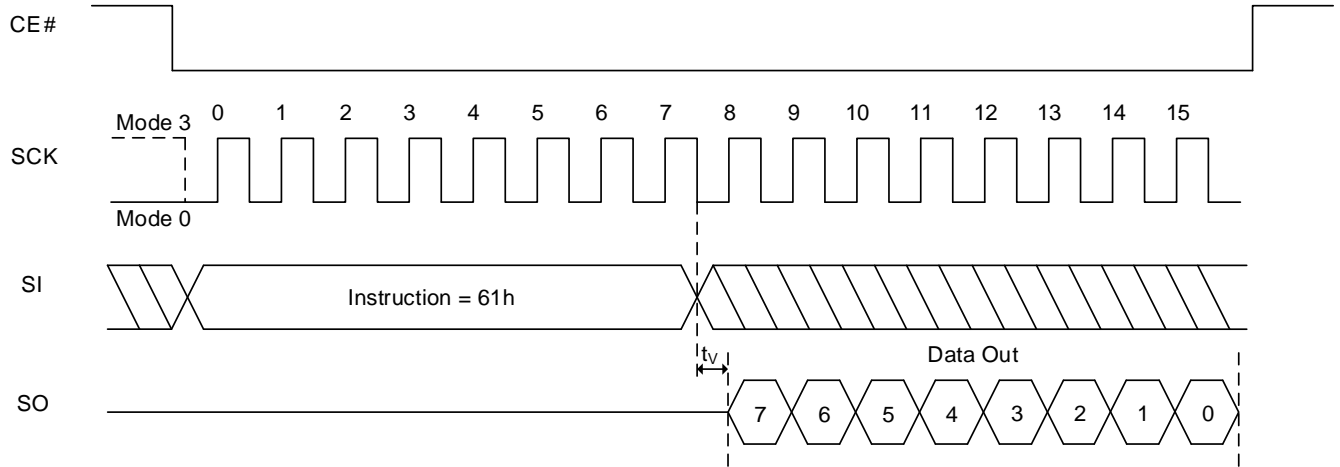 CE#
0 1 2 3 4 5 6 7 8 9 10 11 12 13 14 15
Mode 3
SCK
Mode 0
SI
Instruction = 61h
tV
Data Out
SO
7 6 5 4 3 2 1 0